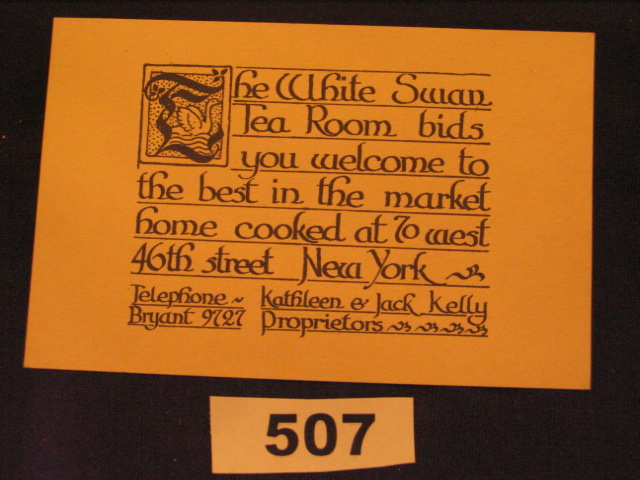 The White Swan
Tea Room bids
you welcome to
the best in the market
home cooked at 70 west
46th street New York
Telephone ~
Bryant 9727
Kathleen & Jack Kelly
Proprietors
507